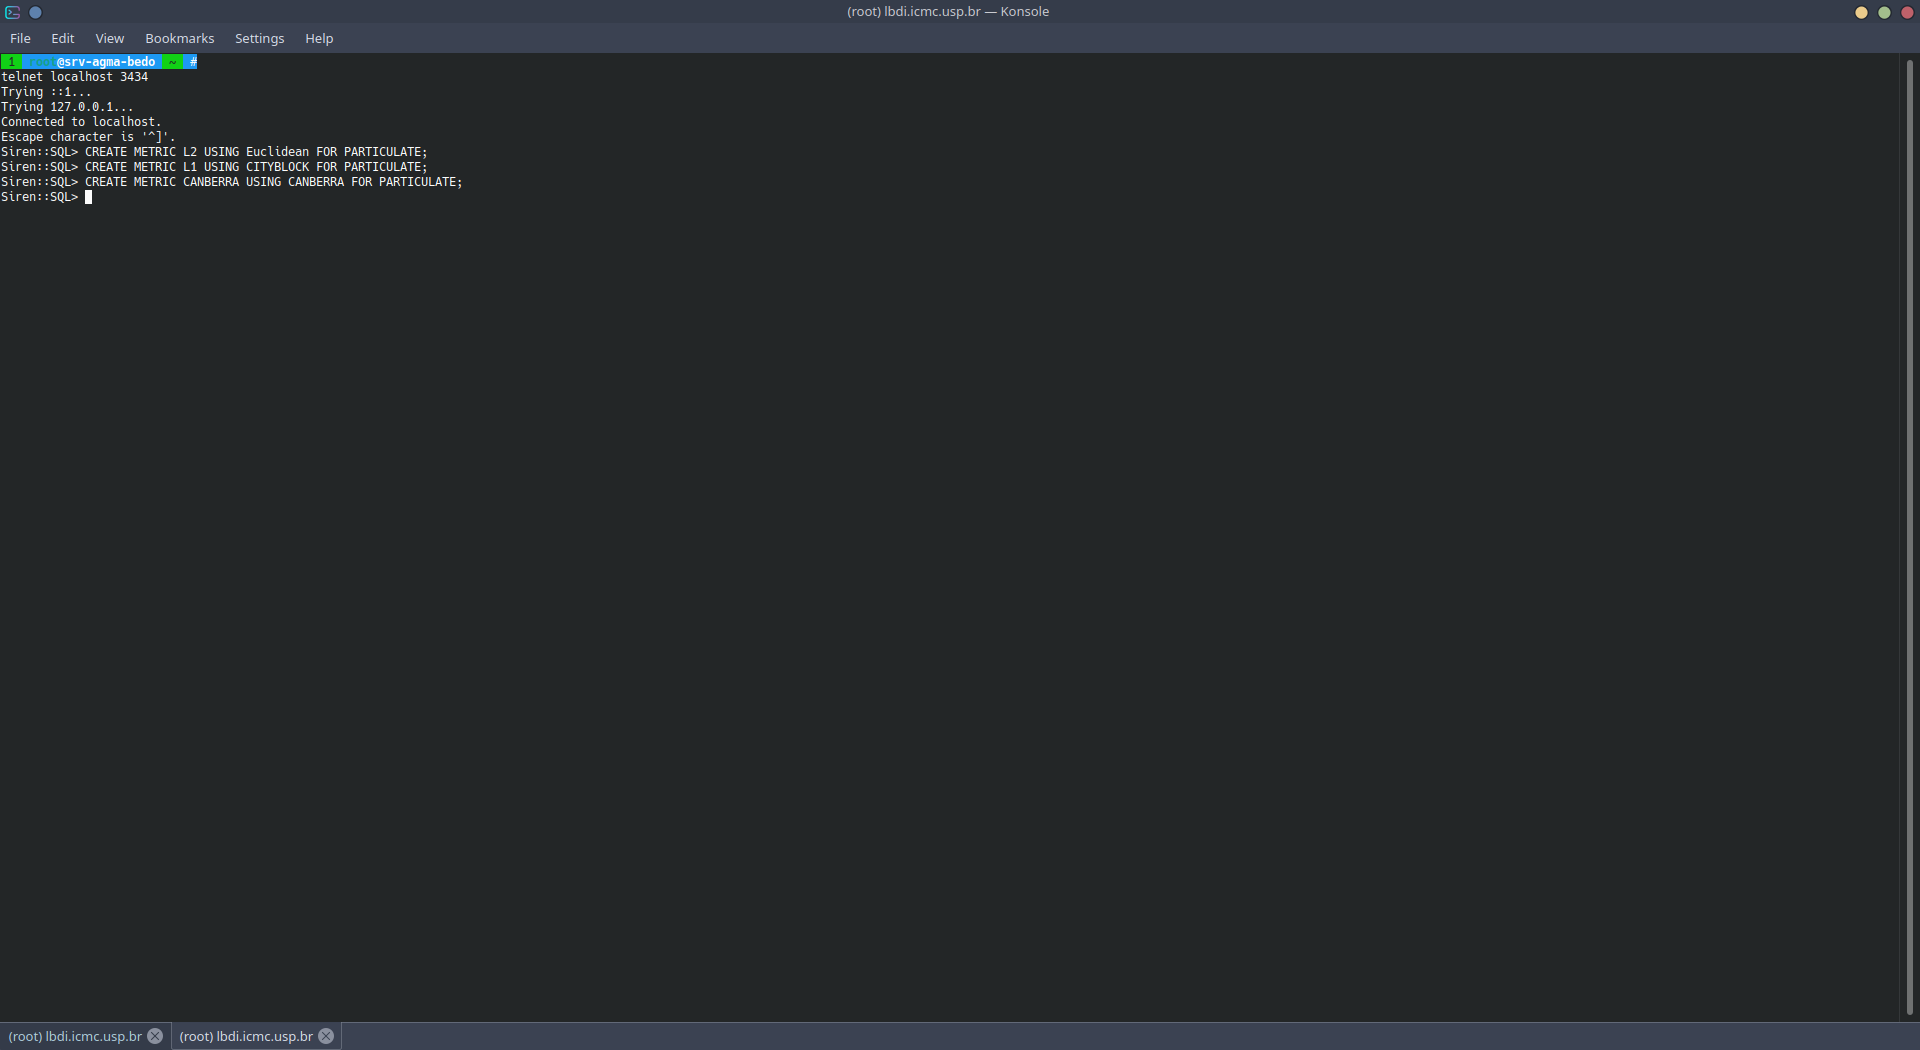 (root) lbdi.icmc.usp.br — Konsole
File Edit View Bookmarks Settings Help
1 root@srv-agma-bedo ~ #
telnet localhost 3434
Trying ::1...
Trying 127.0.0.1...
Connected to localhost.
Escape character is '^]'.
Siren::SQL> CREATE METRIC L2 USING Euclidean FOR PARTICULATE;
Siren::SQL> CREATE METRIC L1 USING CITYBLOCK FOR PARTICULATE;
Siren::SQL> CREATE METRIC CANBERRA USING CANBERRA FOR PARTICULATE;
Siren::SQL>
(root) lbdi.icmc.usp.br (root) lbdi.icmc.usp.br